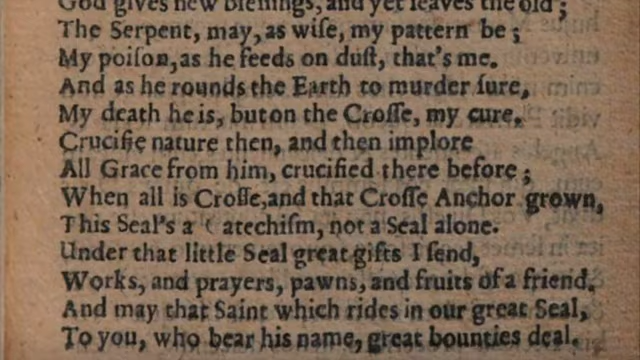 God gives new bleſſings, and yet leaves the old;
The Serpent, may, as wiſe, my pattern be;
My poiſon, as he feeds on duſt, that's me.
And as he rounds the Earth to murder ſure,
My death he is, but on the Croſſe, my cure.
Crucifie nature then, and then implore
All Grace from him, crucified there before;
When all is Croſſe, and that Croſſe Anchor grown,
This Seal's a Catechiſm, not a Seal alone.
Under that little Seal great gifts I ſend,
Works, and prayers, pawns, and fruits of a friend.
And may that Saint which rides in our great Seal,
To you, who bear his name, great bounties deal.